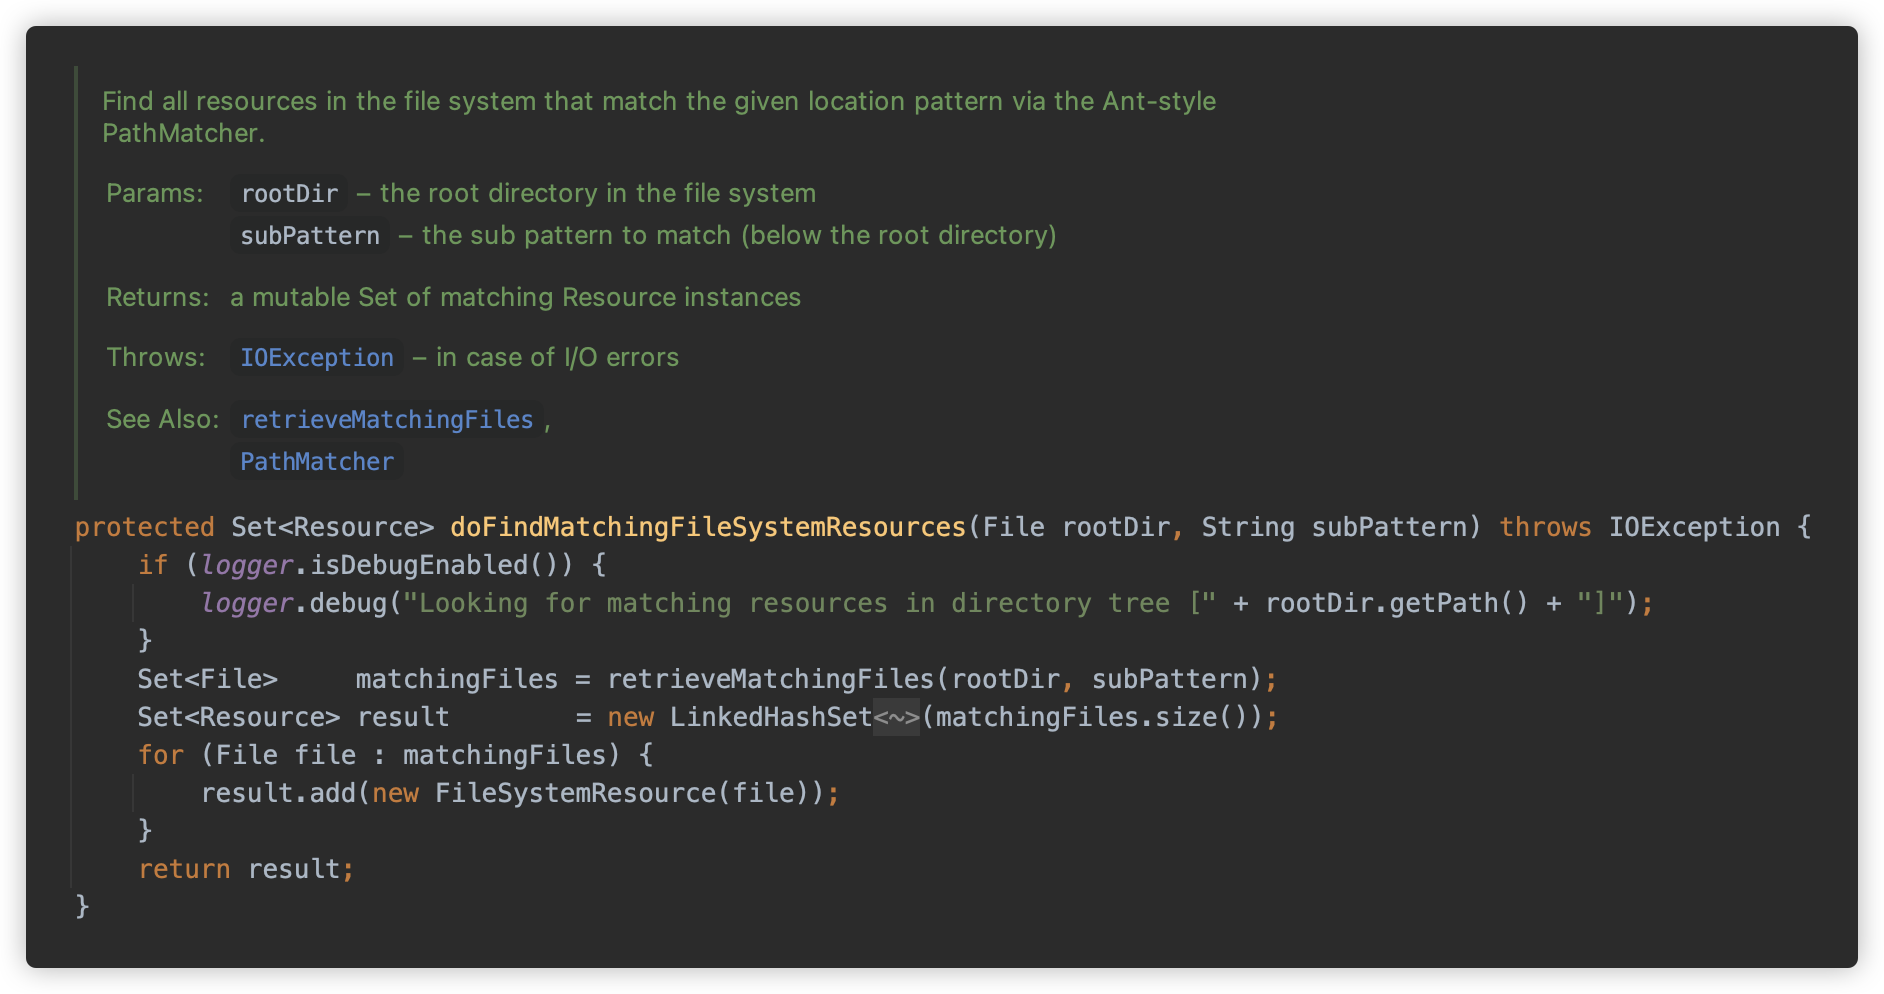 Find all resources in the file system that match the given location pattern via the Ant-style
PathMatcher.
Params: rootDir – the root directory in the file system
subPattern – the sub pattern to match (below the root directory)
Returns: a mutable Set of matching Resource instances
Throws: IOException – in case of I/O errors
See Also: retrieveMatchingFiles,
PathMatcher
protected Set<Resource> doFindMatchingFileSystemResources(File rootDir, String subPattern) throws IOException {
    if (logger.isDebugEnabled()) {
        logger.debug("Looking for matching resources in directory tree [" + rootDir.getPath() + "]");
    }
    Set<File>     matchingFiles = retrieveMatchingFiles(rootDir, subPattern);
    Set<Resource> result        = new LinkedHashSet<~>(matchingFiles.size());
    for (File file : matchingFiles) {
        result.add(new FileSystemResource(file));
    }
    return result;
}